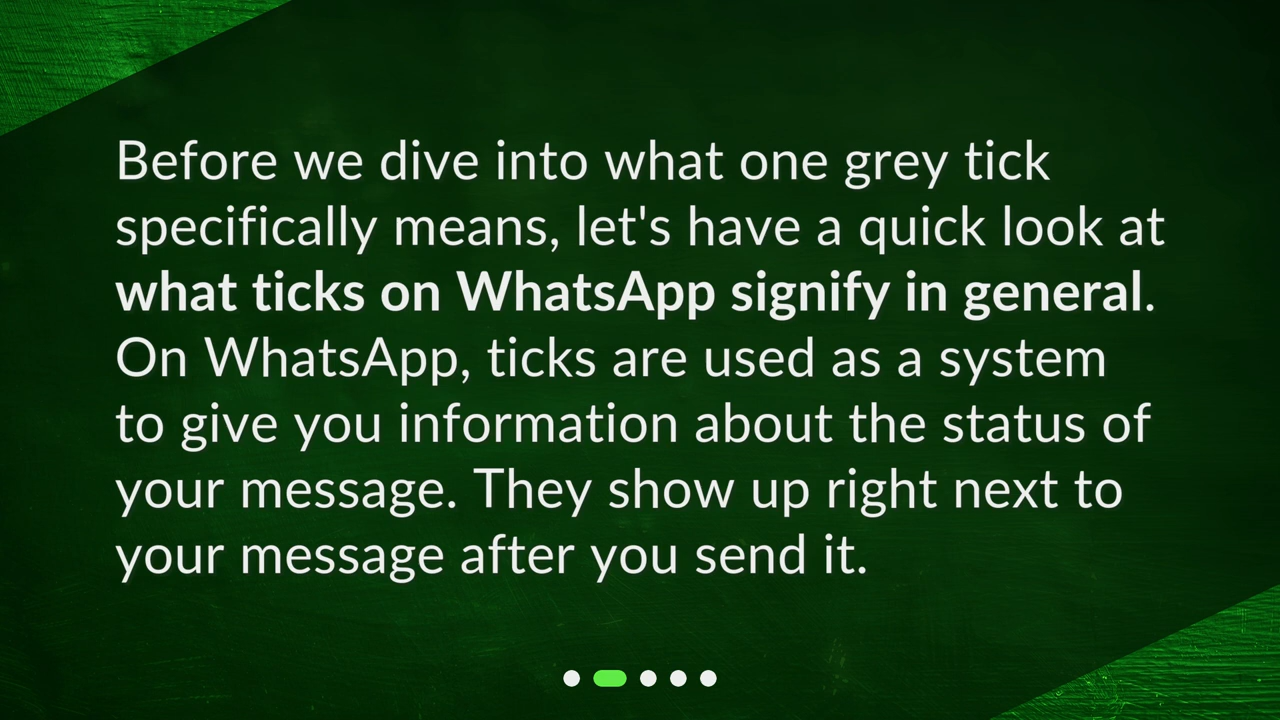 Before we dive into what one grey tick
specifically means, let's have a quick look at
what ticks on WhatsApp signify in general.
On WhatsApp, ticks are used as a system
to give you information about the status of
your message. They show up right next to
your message after you send it.